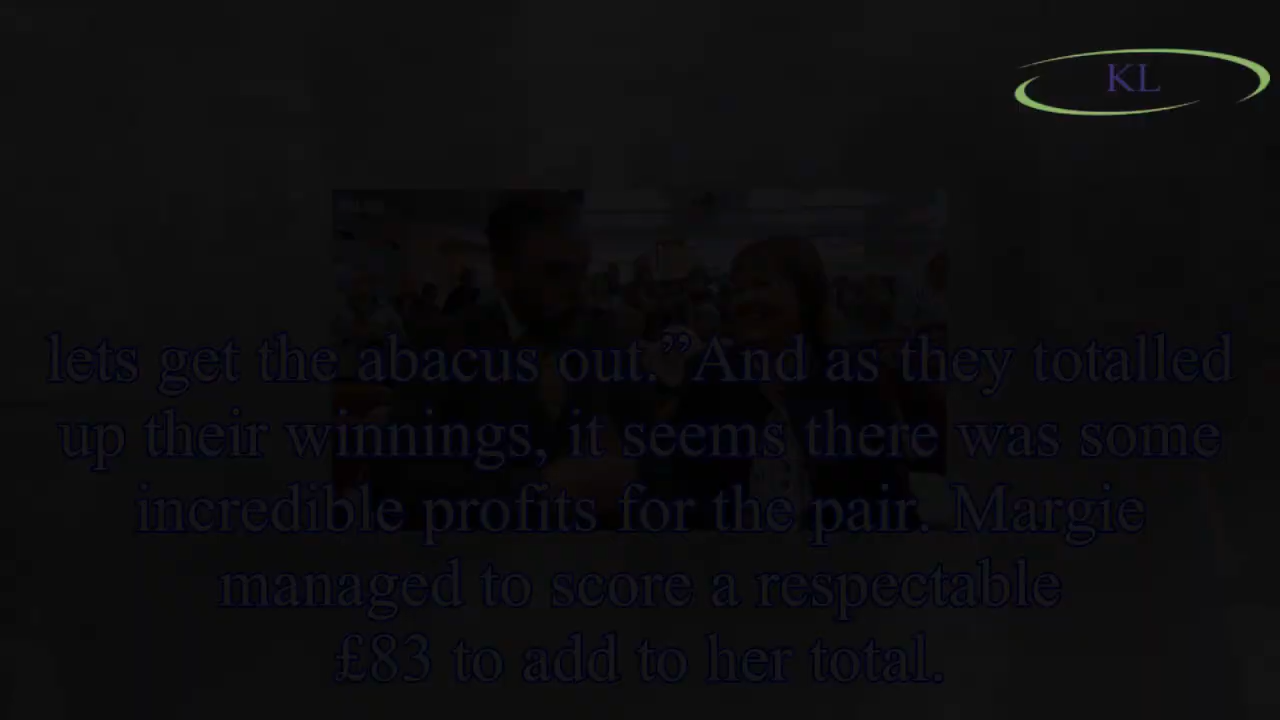 KL
lets get the abacus out.” And as they totalled
up their winnings, it seems there was some
incredible profits for the pair. Margie
managed to score a respectable
£83 to add to her total.